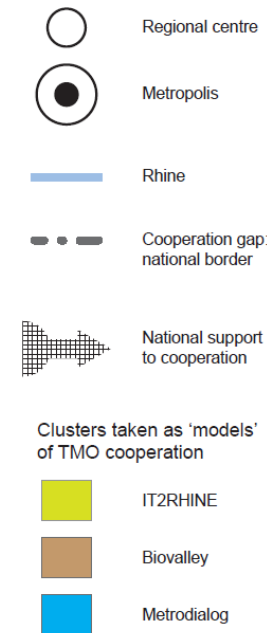 Regional centre
Metropolis
Rhine
Cooperation gap:
national border
National support
to cooperation
Clusters taken as ‘models’
of TMO cooperation
IT2RHINE
Biovalley
Metrodialog